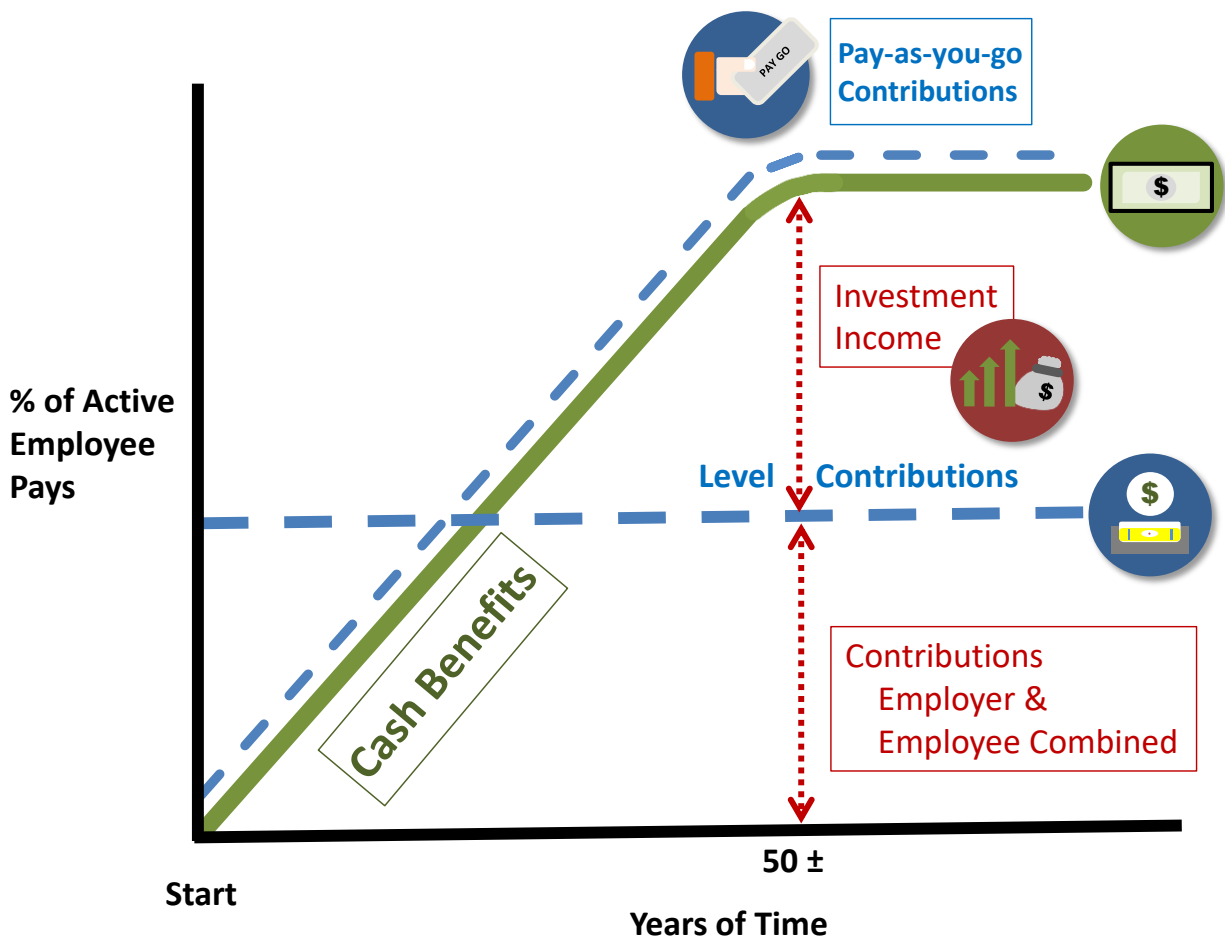 PAY GO
Pay-as-you-go
Contributions
$
Investment
Income
$
% of Active
Employee
Pays
Level Contributions
$
Cash Benefits
Contributions
Employer &
Employee Combined
50 ±
Start
Years of Time